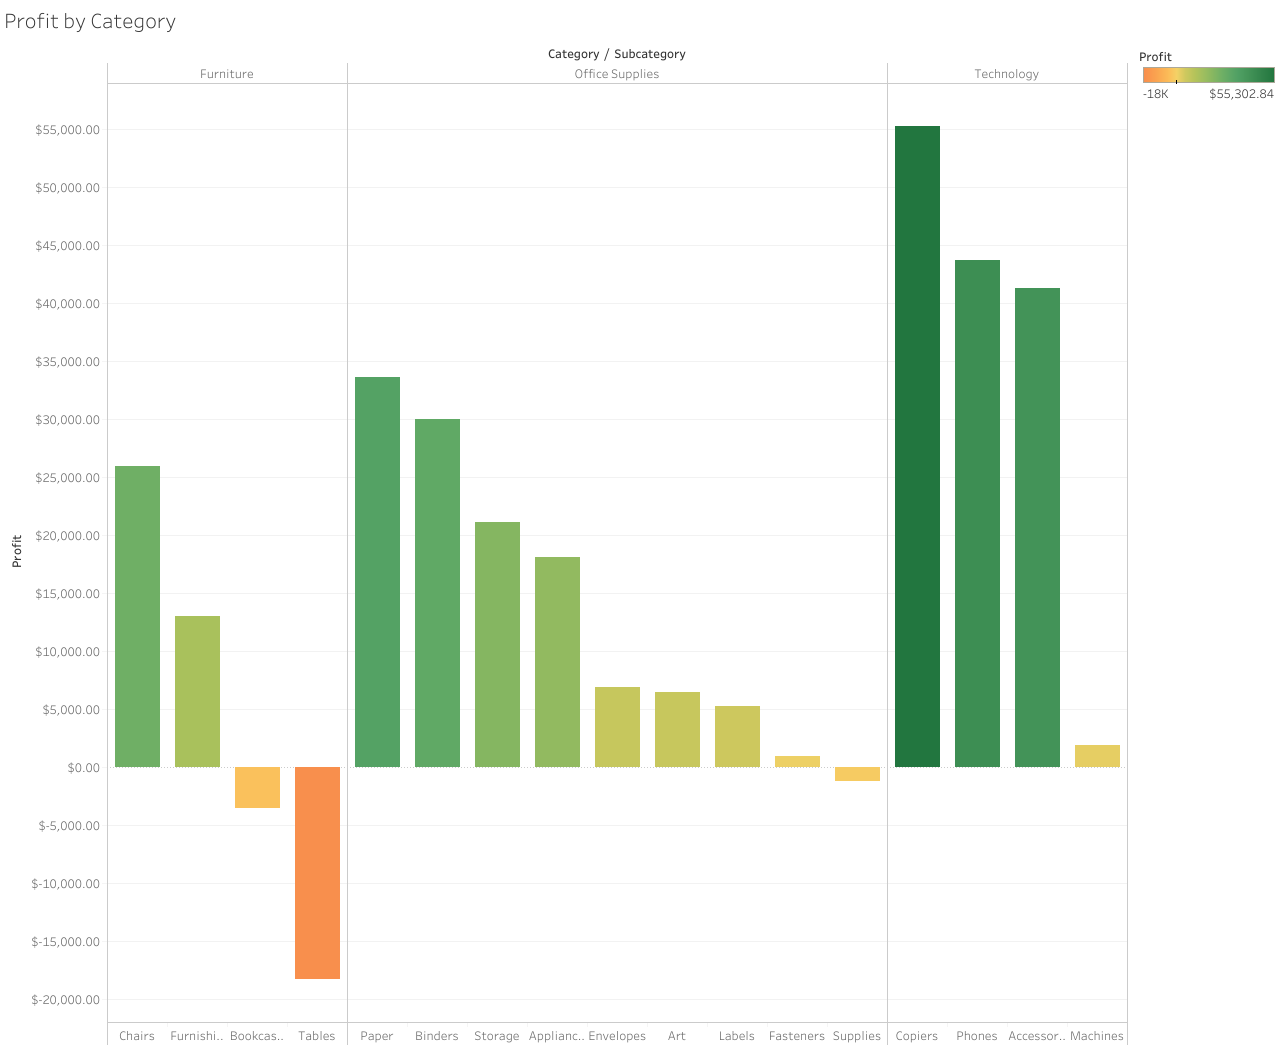 Profit by Category
Category / Subcategory
Furniture
Office Supplies
Technology
Profit
-18K
$55,302.84
$55,000.00
$50,000.00
$45,000.00
$40,000.00
$35,000.00
$30,000.00
$25,000.00
$20,000.00
$15,000.00
$10,000.00
$5,000.00
$0.00
$-5,000.00
$-10,000.00
$-15,000.00
$-20,000.00
Profit
Chairs
Furnishi..
Bookcas..
Tables
Paper
Binders
Storage
Applianc..
Envelopes
Art
Labels
Fasteners
Supplies
Copiers
Phones
Accessor..
Machines